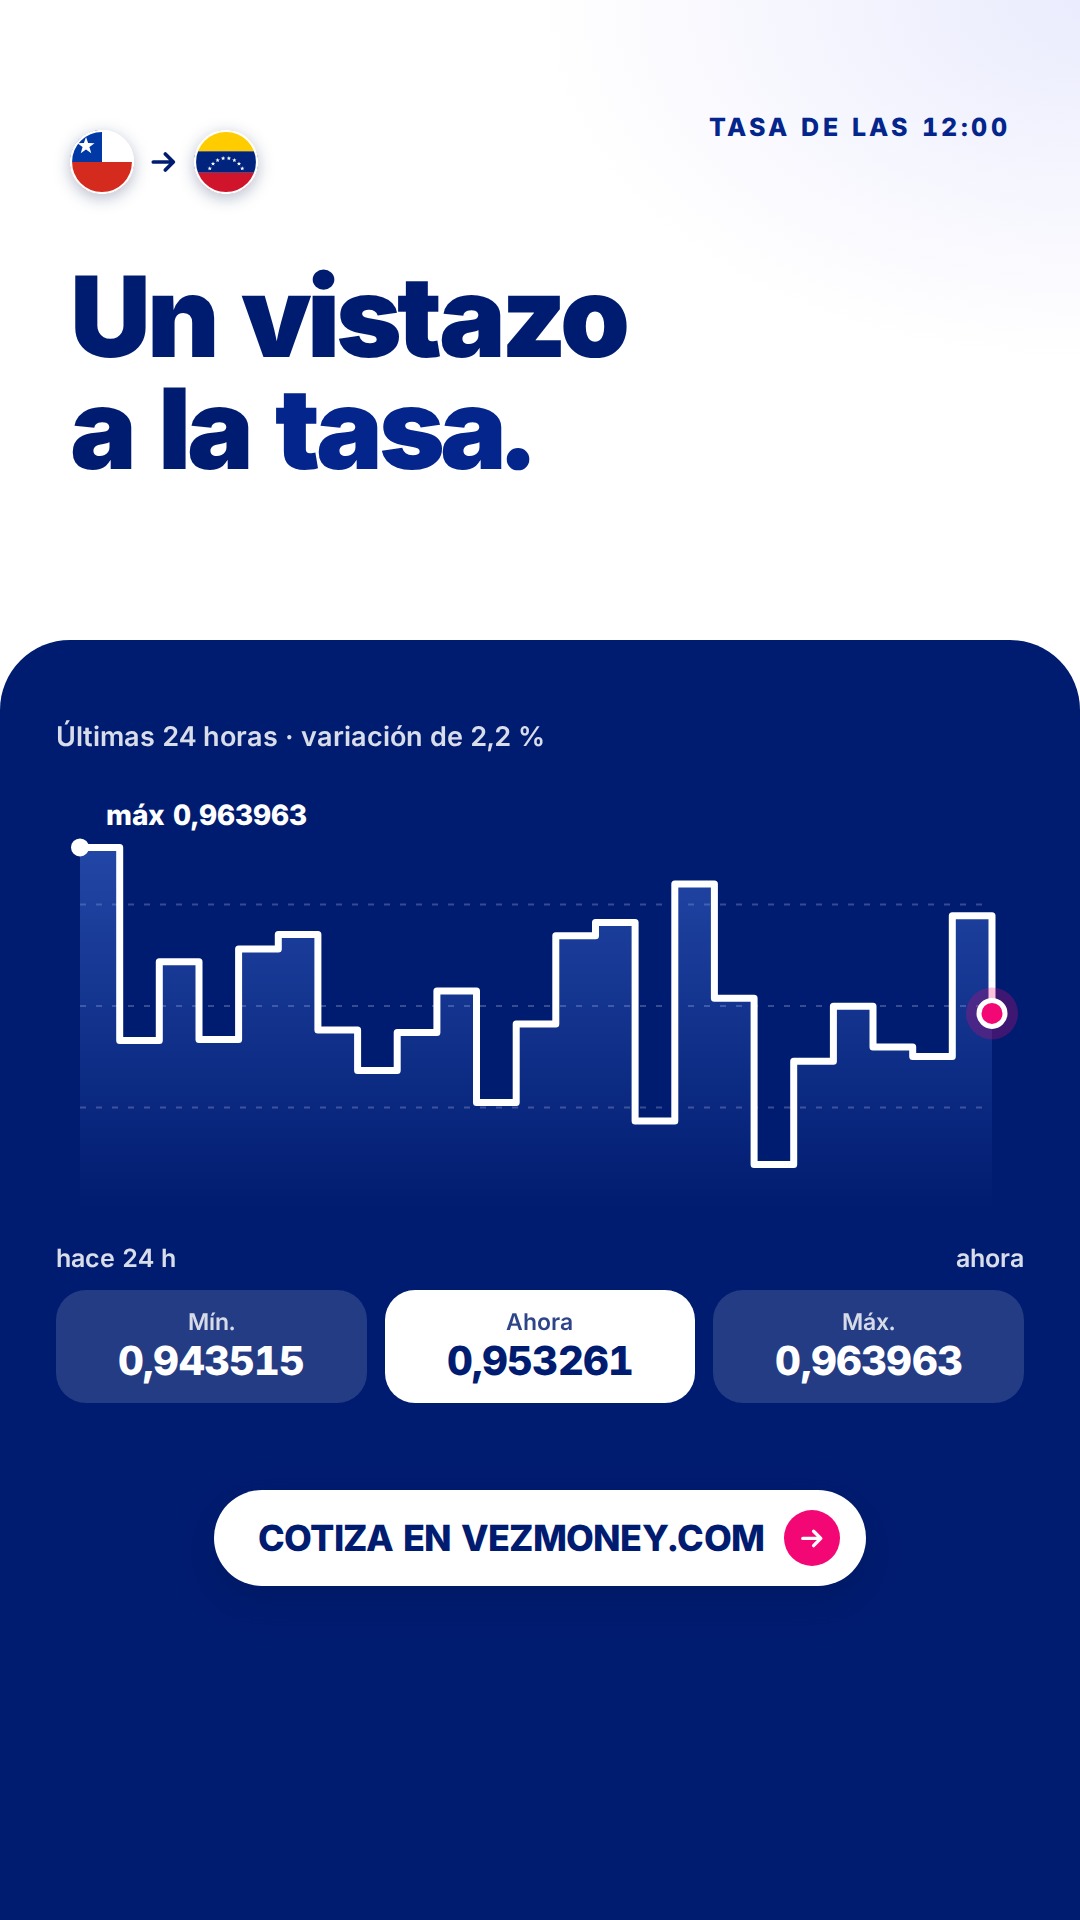 TASA DE LAS 12:00
Un vistazo
a la tasa.
Últimas 24 horas · variación de 2,2 %
máx 0,963963
hace 24 h
ahora
Mín.
0,943515
Ahora
0,953261
Máx.
0,963963
COTIZA EN VEZMONEY.COM